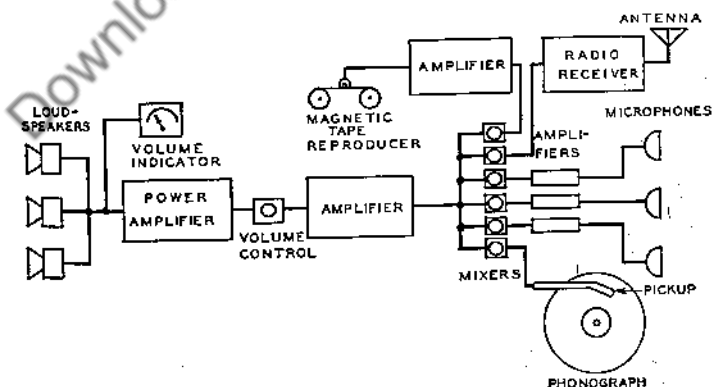 Downlo
ANTENNA
AMPLIFIER
RADIO
RECEIVER
LOUD-
SPEAKERS
VOLUME
INDICATOR
MAGNETIC
TAPE
REPRODUCER
AMPLI-
FIERS
MICROPHONES
POWER
AMPLIFIER
VOLUME
CONTROL
AMPLIFIER
MIXERS
PICKUP
PHONOGRAPH